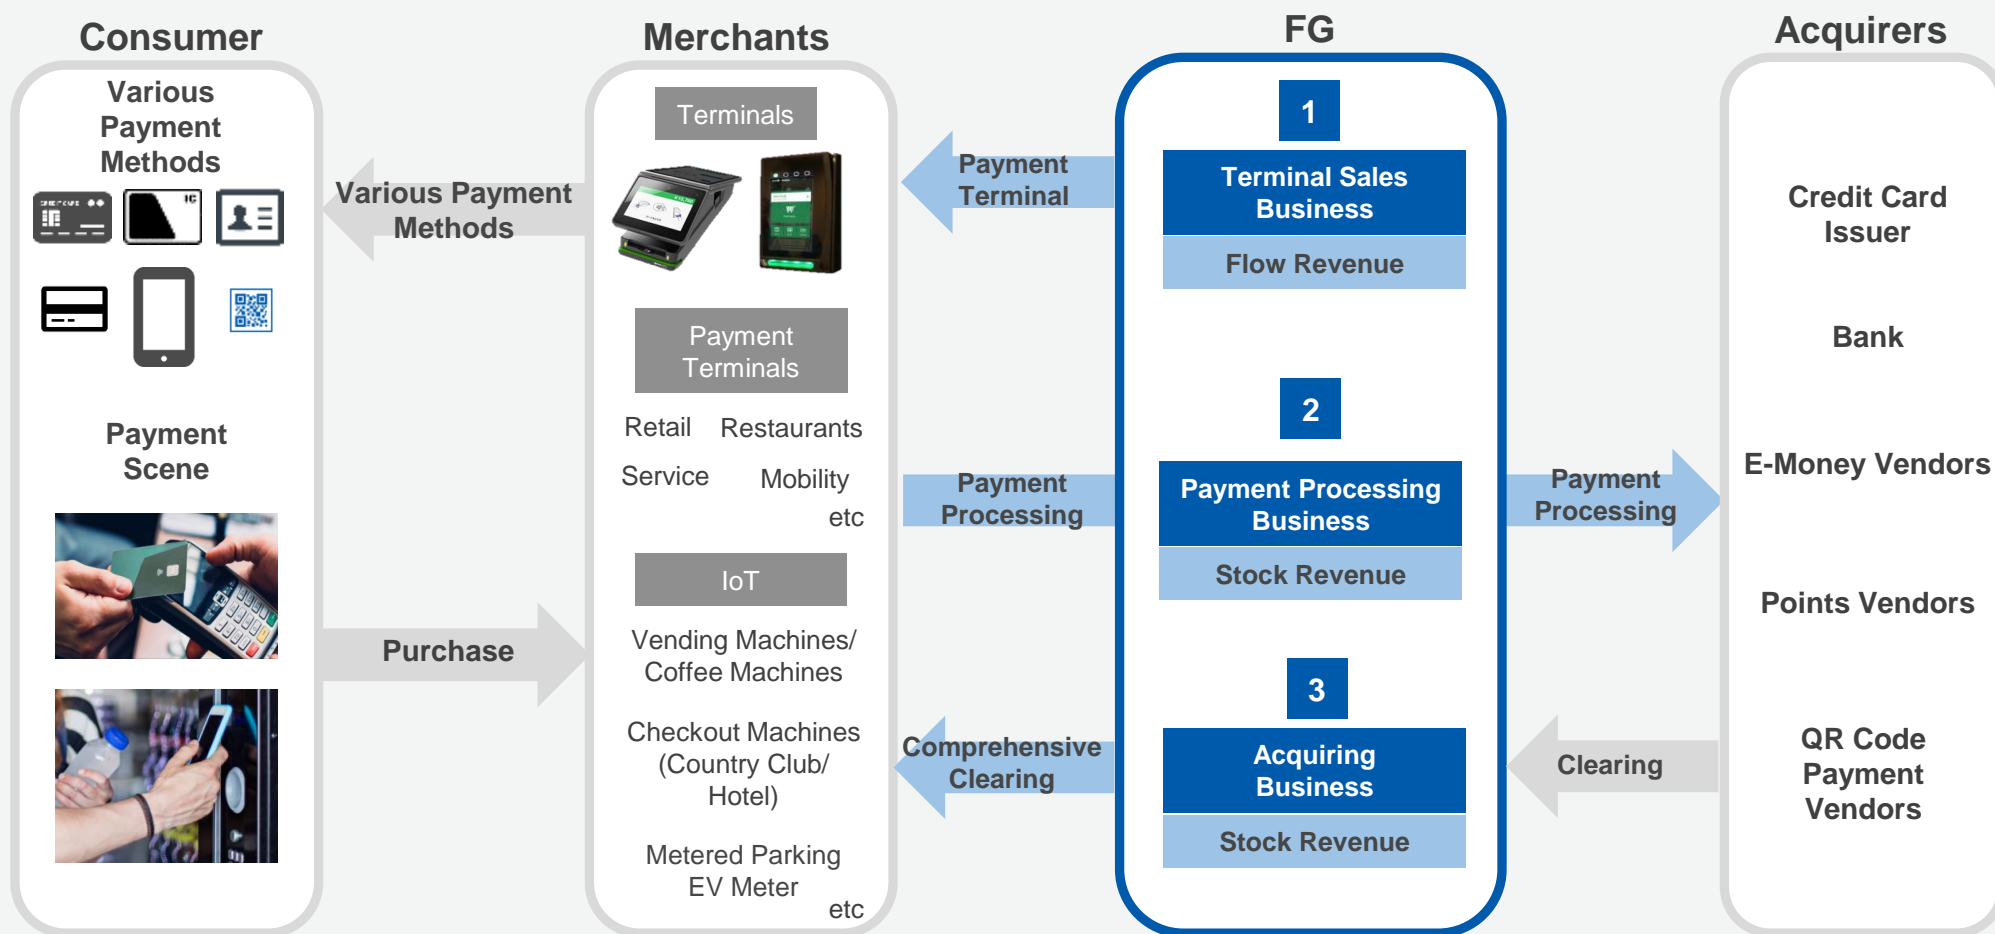 Consumer
Various
Payment
Methods
CREDIT CARD
IC
Payment
Scene
Various Payment
Methods
Purchase
Merchants
Terminals
Payment
Terminals
Retail Restaurants
Service Mobility
etc
IoT
Vending Machines/
Coffee Machines
Checkout Machines
(Country Club/
Hotel)
Metered Parking
EV Meter
etc
Payment
Terminal
Payment
Processing
Comprehensive
Clearing
FG
1
Terminal Sales
Business
Flow Revenue
2
Payment Processing
Business
Stock Revenue
3
Acquiring
Business
Stock Revenue
Payment
Processing
Clearing
Acquirers
Credit Card
Issuer
Bank
E-Money Vendors
Points Vendors
QR Code
Payment
Vendors